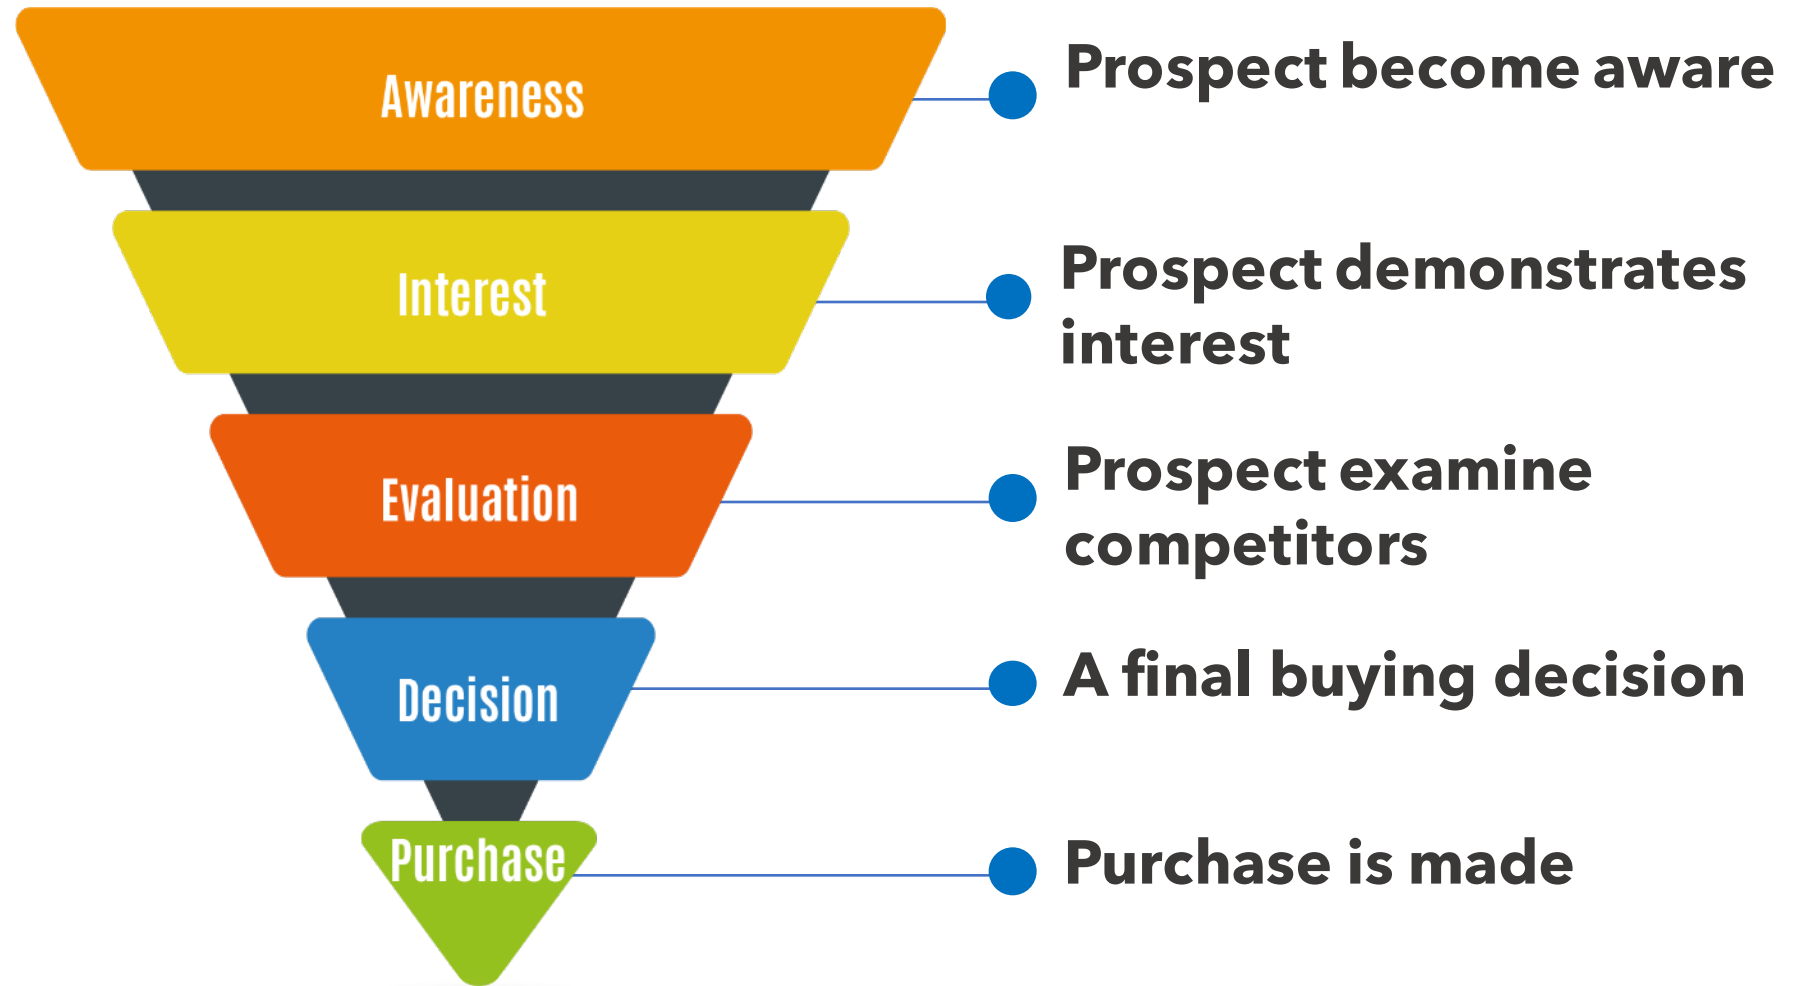 Awareness
Prospect become aware
Interest
Prospect demonstrates
interest
Evaluation
Prospect examine
competitors
Decision
A final buying decision
Purchase
Purchase is made